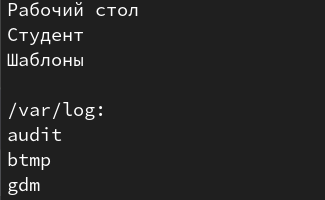 Рабочий стол
Студент
Шаблоны
/var/log:
audit
btmp
gdm